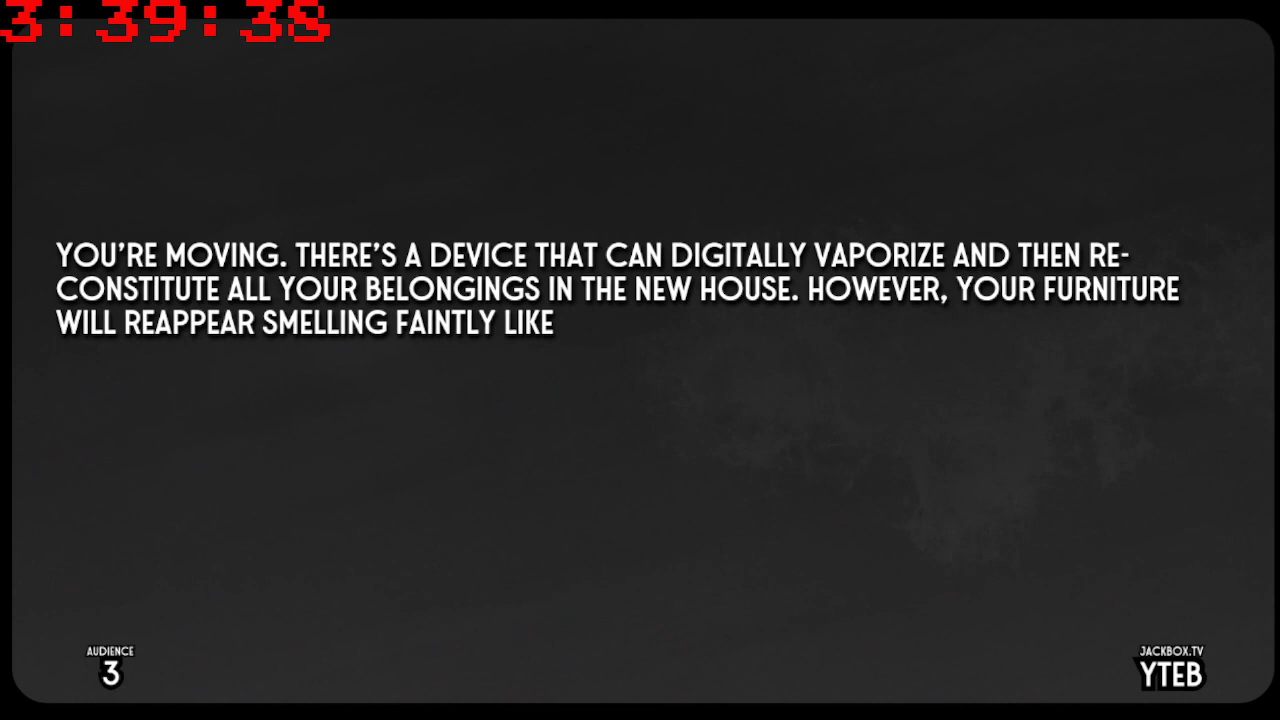 3:39:38
YOU'RE MOVING. THERE'S A DEVICE THAT CAN DIGITALLY VAPORIZE AND THEN RE-
CONSTITUTE ALL YOUR BELONGINGS IN THE NEW HOUSE. HOWEVER, YOUR FURNITURE
WILL REAPPEAR SMELLING FAINTLY LIKE
AUDIENCE
3
JACKBOX.TV
YTEB